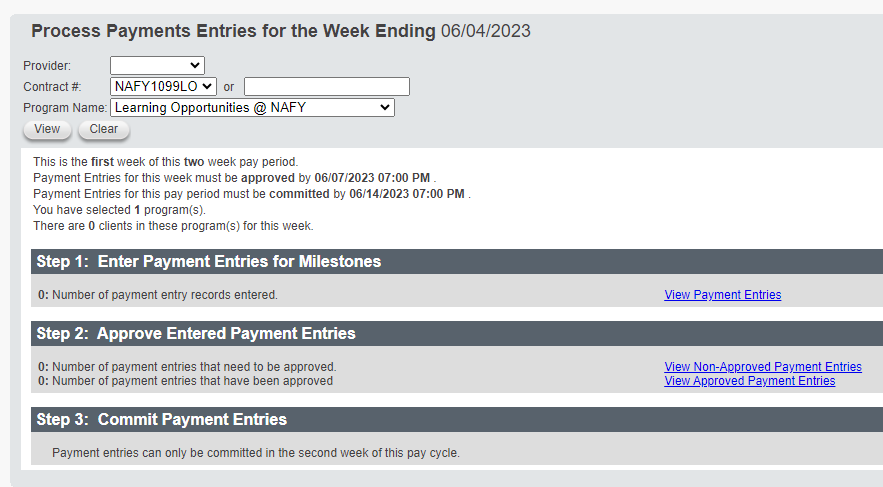 Process Payments Entries for the Week Ending 06/04/2023
Provider:
Contract #: NAFY1099LO or
Program Name: Learning Opportunities @ NAFY
View Clear
This is the first week of this two week pay period.
Payment Entries for this week must be approved by 06/07/2023 07:00 PM .
Payment Entries for this pay period must be committed by 06/14/2023 07:00 PM .
You have selected 1 program(s).
There are 0 clients in these program(s) for this week.
Step 1: Enter Payment Entries for Milestones
0: Number of payment entry records entered. View Payment Entries
Step 2: Approve Entered Payment Entries
0: Number of payment entries that need to be approved. View Non-Approved Payment Entries
0: Number of payment entries that have been approved View Approved Payment Entries
Step 3: Commit Payment Entries
Payment entries can only be committed in the second week of this pay cycle.